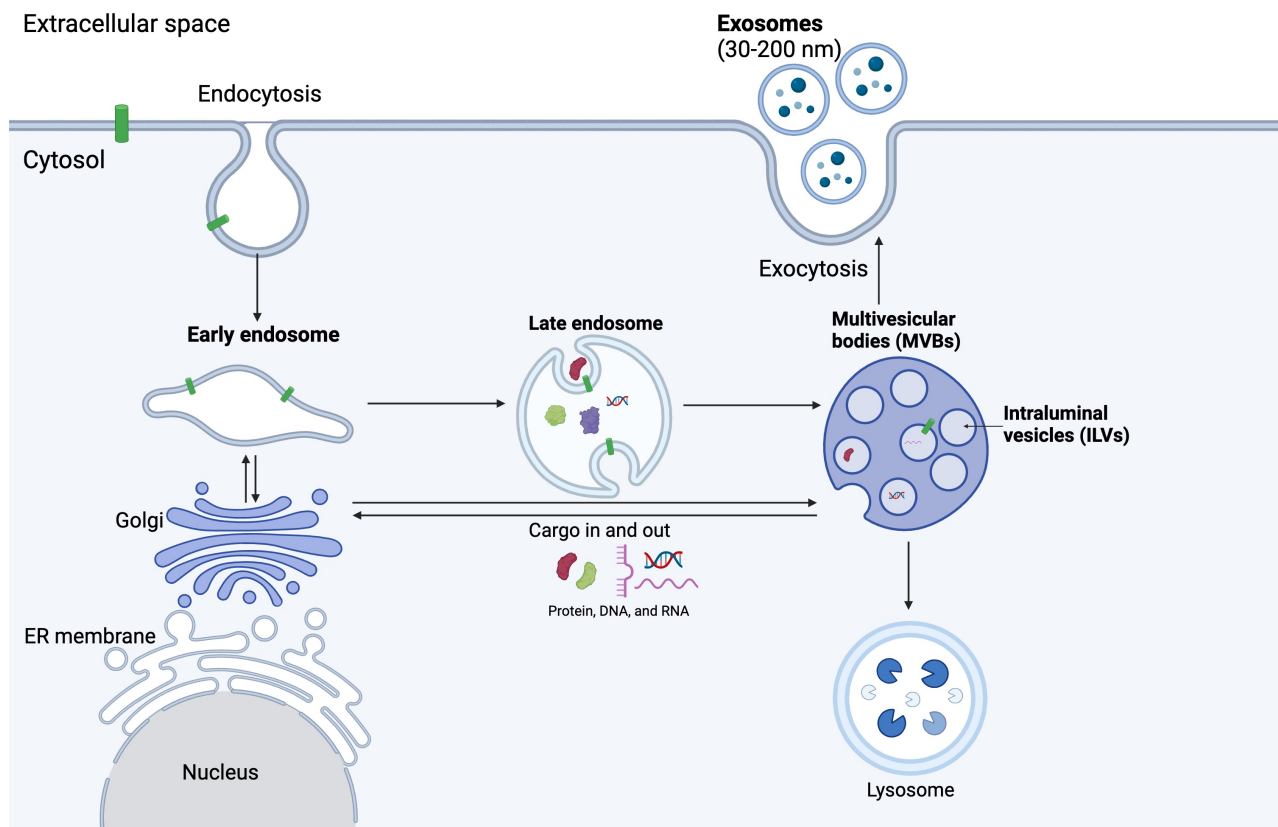 Extracellular space
Exosomes
(30-200 nm)
Endocytosis
Cytosol
Exocytosis
Early endosome
Late endosome
Multivesicular
bodies (MVBs)
Intraluminal
vesicles (ILVs)
Golgi
Cargo in and out
Protein, DNA, and RNA
ER membrane
Nucleus
Lysosome